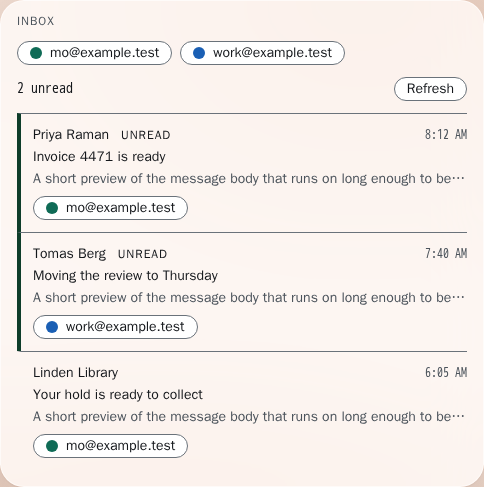 INBOX
mo@example.test work@example.test
2 unread Refresh
Priya Raman UNREAD 8:12 AM
Invoice 4471 is ready
A short preview of the message body that runs on long enough to be…
mo@example.test
Tomas Berg UNREAD 7:40 AM
Moving the review to Thursday
A short preview of the message body that runs on long enough to be…
work@example.test
Linden Library 6:05 AM
Your hold is ready to collect
A short preview of the message body that runs on long enough to be…
mo@example.test